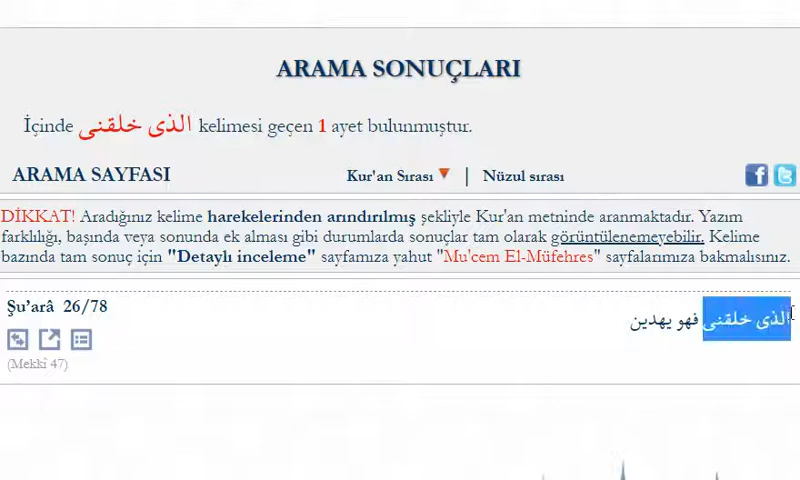 ARAMA SONUÇLARI
İçinde الذى خلقنى kelimesi geçen 1 ayet bulunmuştur.
ARAMA SAYFASI Kur'an Sırası | Nüzul sırası
DİKKAT! Aradığınız kelime harekelerinden arındırılmış şekliyle Kur'an metninde aranmaktadır. Yazım
farklılığı, başında veya sonunda ek alması gibi durumlarda sonuçlar tam olarak görüntülenemeyebilir. Kelime
bazında tam sonuç için "Detaylı inceleme" sayfamıza yahut "Mu'cem El-Müfehres" sayfalarımıza bakmalısınız.
Şu’arâ 26/78
الذى خلقنى فهو يهدين
(Mekkî 47)